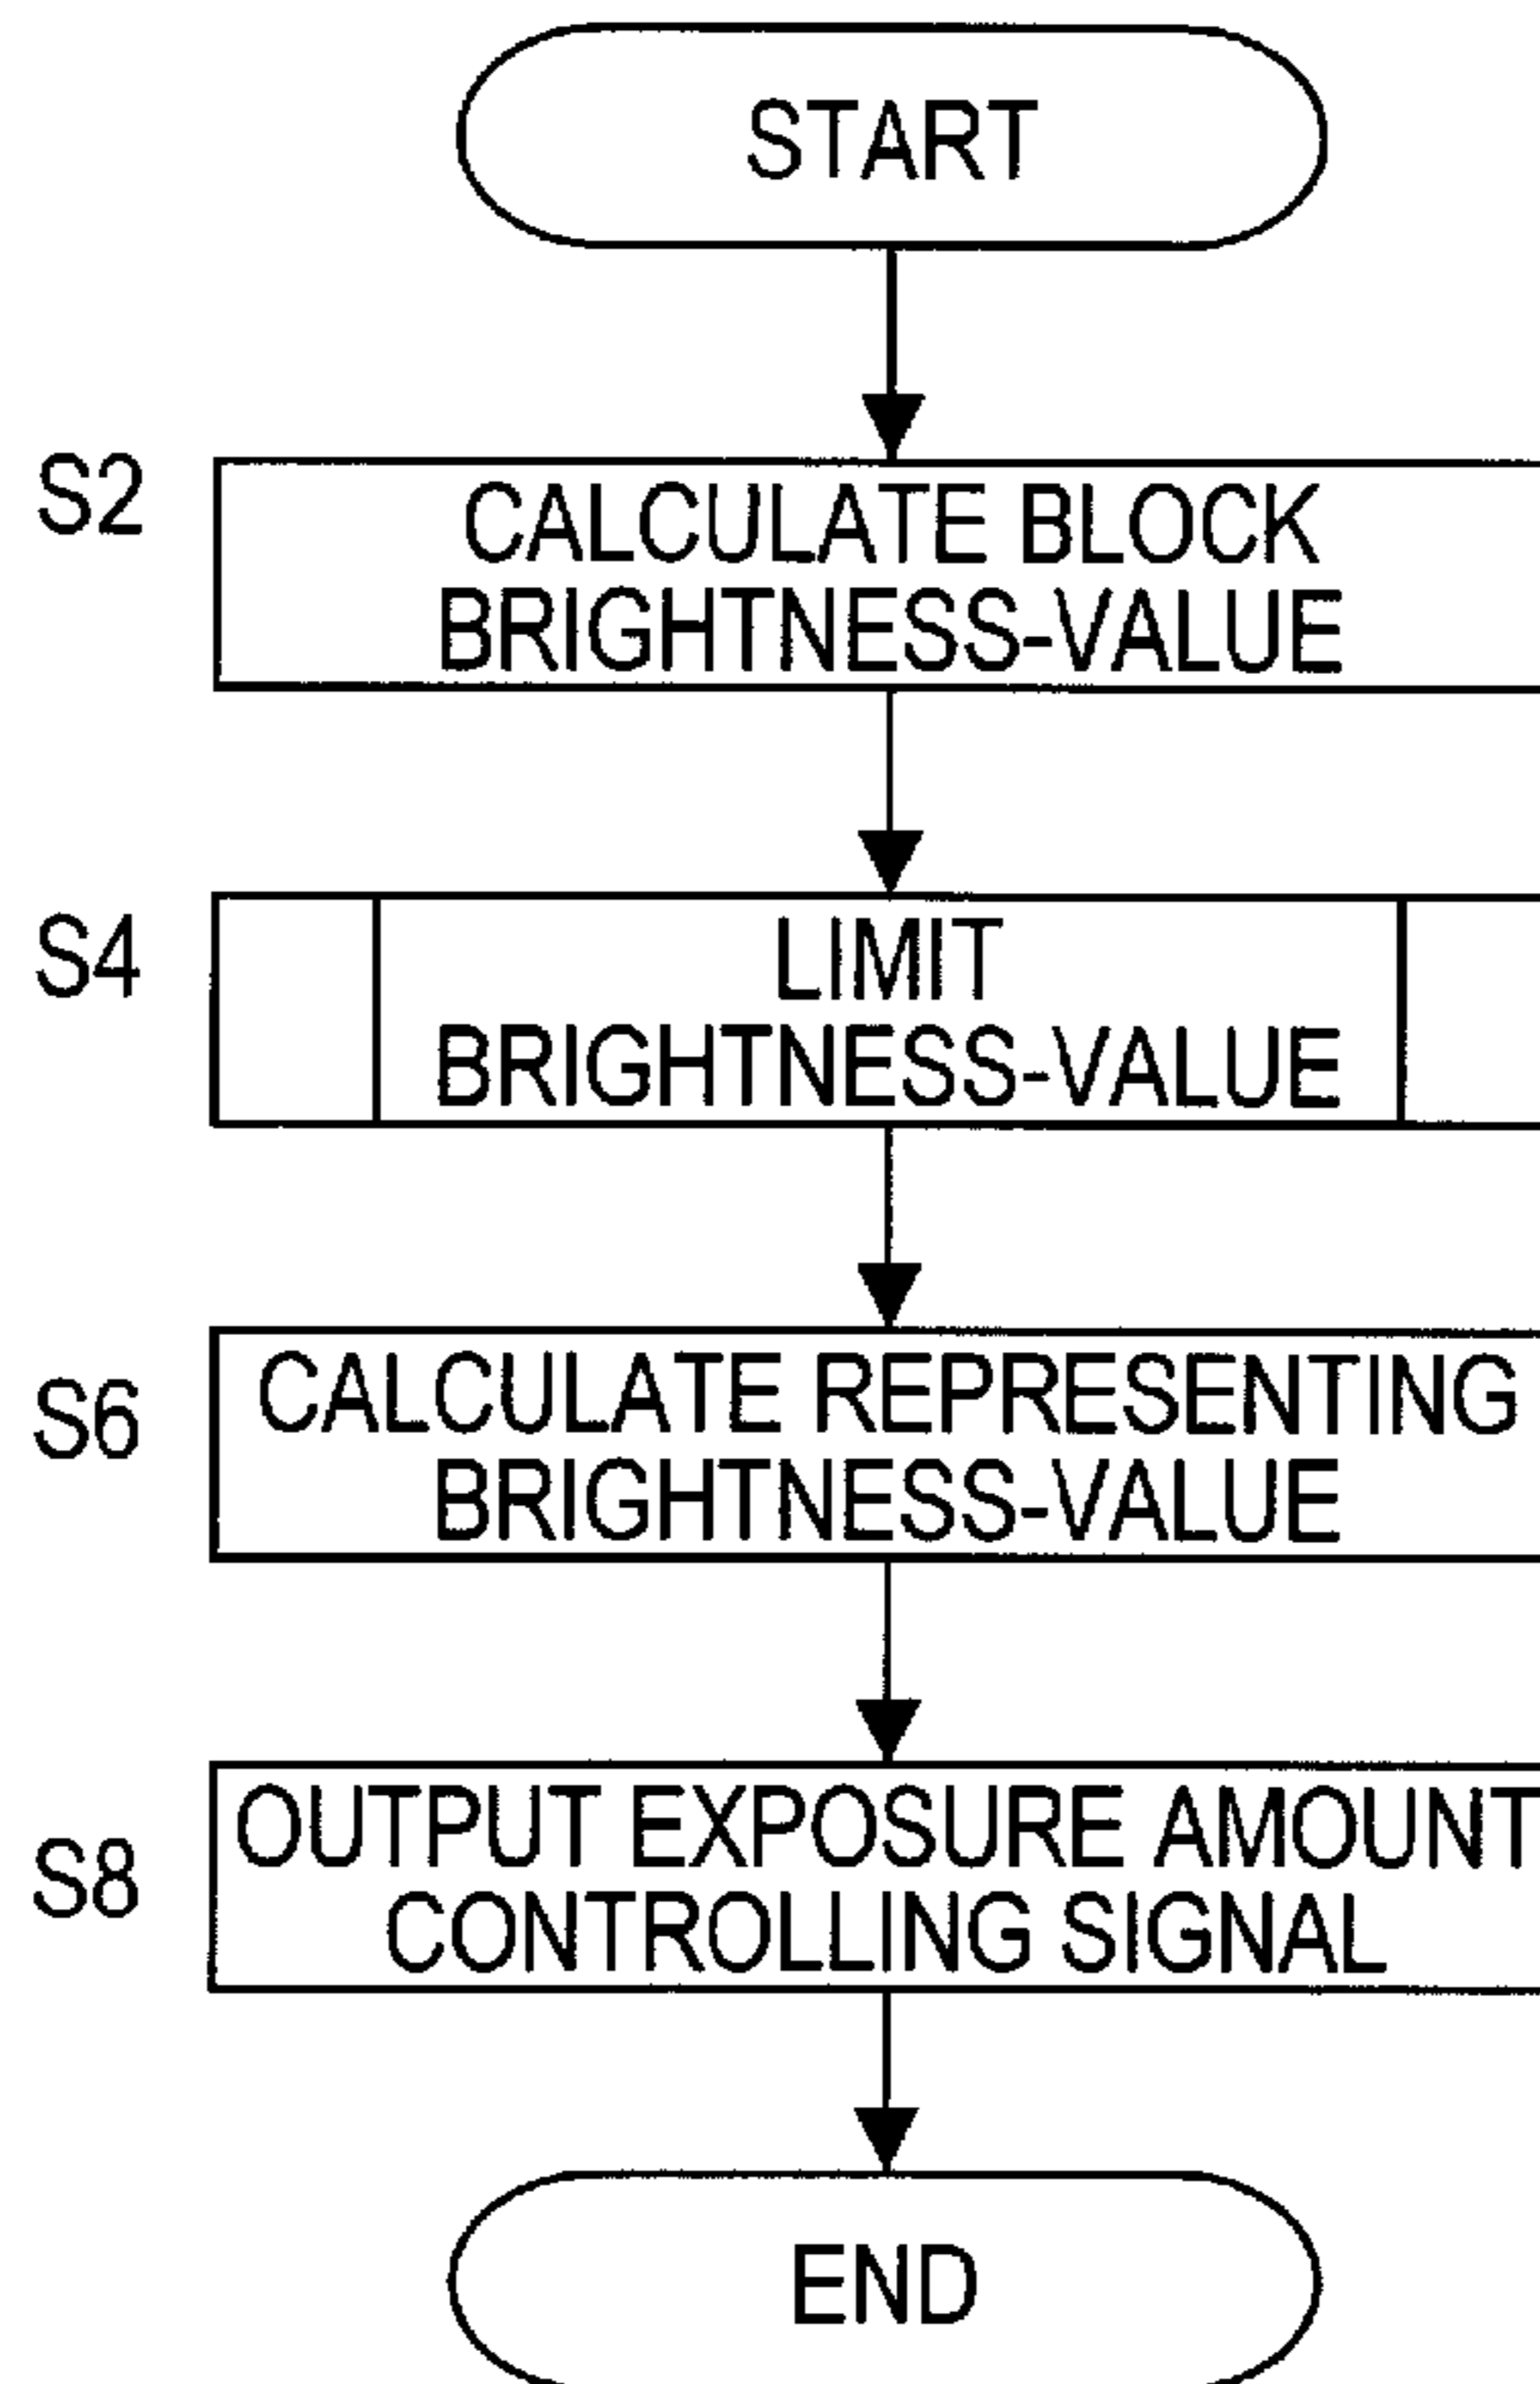 START
S2
CALCULATE BLOCK
BRIGHTNESS-VALUE
S4
LIMIT
BRIGHTNESS-VALUE
S6
CALCULATE REPRESENTING
BRIGHTNESS-VALUE
S8
OUTPUT EXPOSURE AMOUNT
CONTROLLING SIGNAL
END